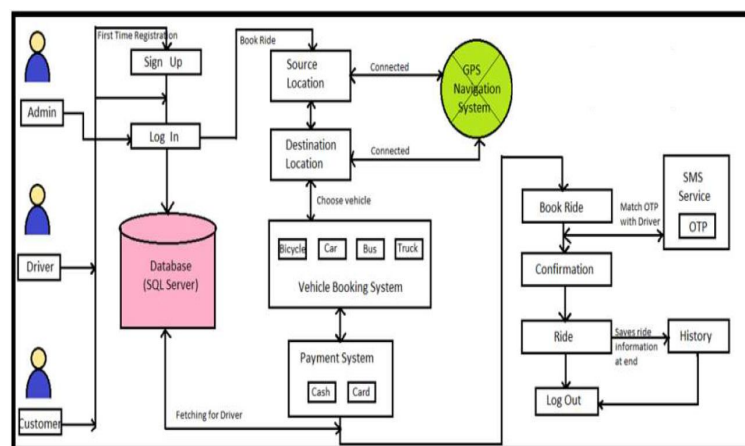 First Time Registration
Sign Up
Admin
Log In
Driver
Customer
Database
(SQL Server)
Fetching for Driver
Book Ride
Source
Location
Connected
GPS
Navigation
System
Destination
Location
Connected
Choose vehicle
Bicycle
Car
Bus
Truck
Vehicle Booking System
Payment System
Cash
Card
Book Ride
Match OTP
with Driver
SMS
Service
OTP
Confirmation
Ride
Saves ride
information
at end
History
Log Out